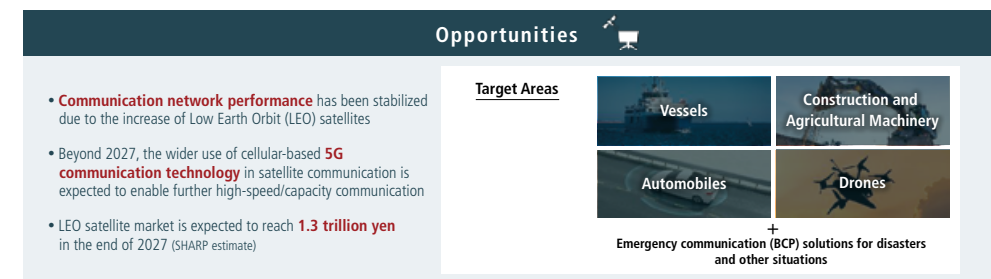 Opportunities
• Communication network performance has been stabilized
due to the increase of Low Earth Orbit (LEO) satellites
• Beyond 2027, the wider use of cellular-based 5G
communication technology in satellite communication is
expected to enable further high-speed/capacity communication
• LEO satellite market is expected to reach 1.3 trillion yen
in the end of 2027 (SHARP estimate)
Target Areas
Vessels
Construction and
Agricultural Machinery
Automobiles
Drones
+
Emergency communication (BCP) solutions for disasters
and other situations